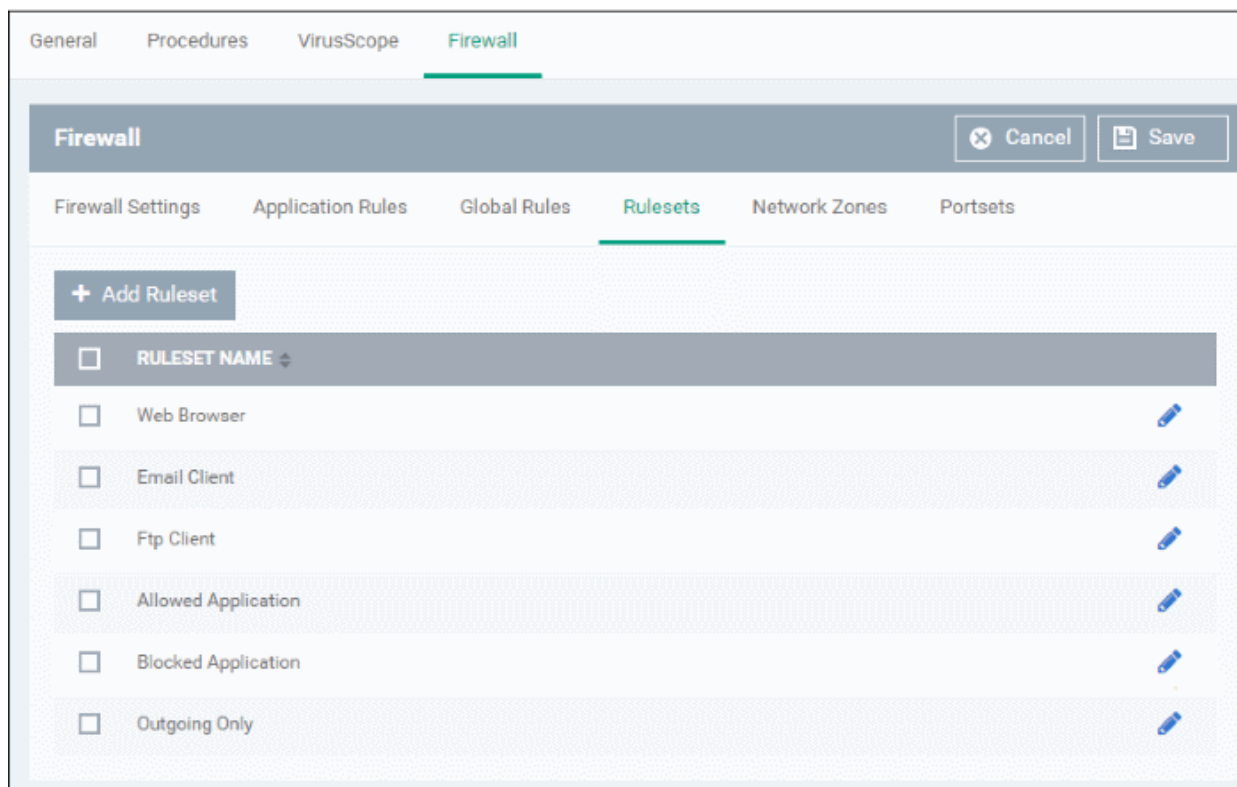 General Procedures VirusScope Firewall
Firewall Cancel Save
Firewall Settings Application Rules Global Rules Rulesets Network Zones Portsets
+ Add Ruleset
RULESET NAME
Web Browser
Email Client
Ftp Client
Allowed Application
Blocked Application
Outgoing Only